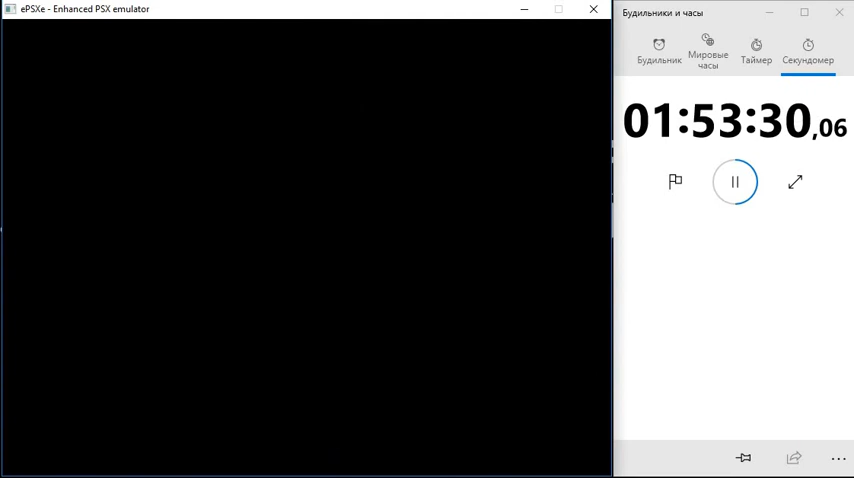 ePSXe - Enhanced PSX emulator
Будильники и часы
Будильник
Мировые
часы
Таймер
Секундомер
01:53:30,06